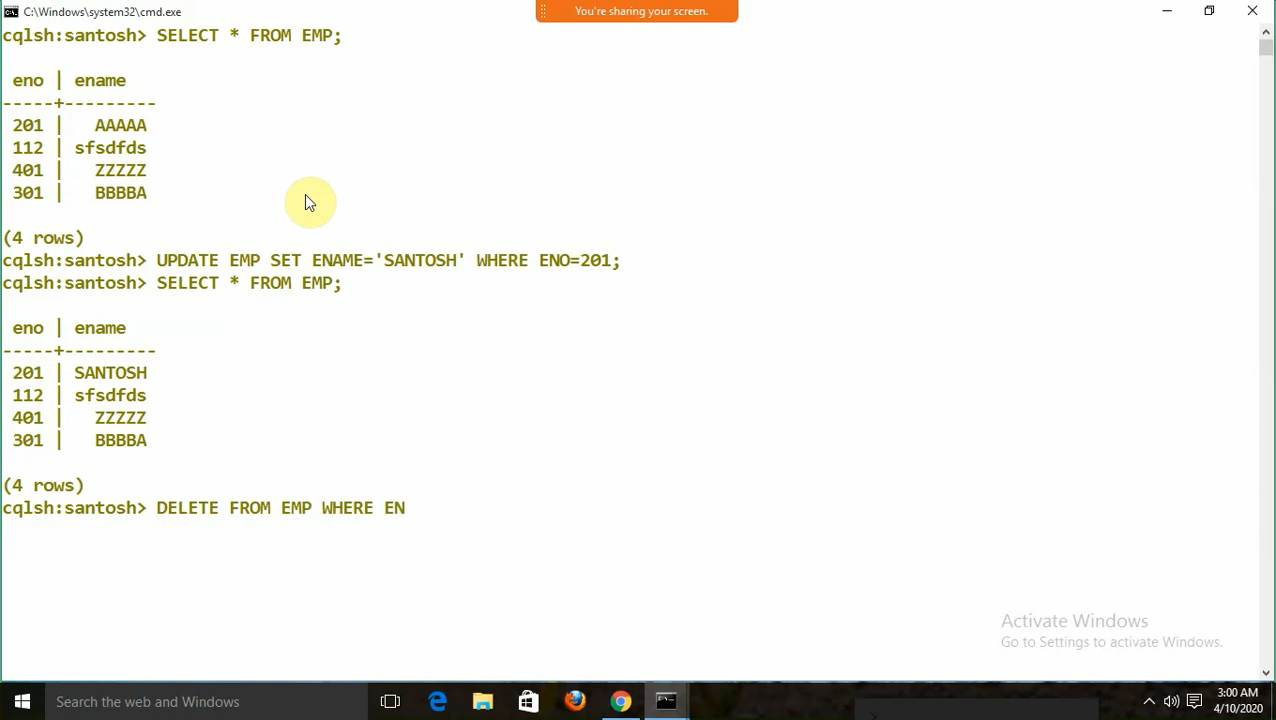 C:\Windows\system32\cmd.exe
You're sharing your screen.
cqlsh:santosh> SELECT * FROM EMP;
eno | ename
-----+---------
201 | AAAAA
112 | sfsdfds
401 | ZZZZZ
301 | BBBBA
(4 rows)
cqlsh:santosh> UPDATE EMP SET ENAME='SANTOSH' WHERE ENO=201;
cqlsh:santosh> SELECT * FROM EMP;
eno | ename
-----+---------
201 | SANTOSH
112 | sfsdfds
401 | ZZZZZ
301 | BBBBA
(4 rows)
cqlsh:santosh> DELETE FROM EMP WHERE EN
Activate Windows
Go to Settings to activate Windows.
Search the web and Windows
3:00 AM
4/10/2020